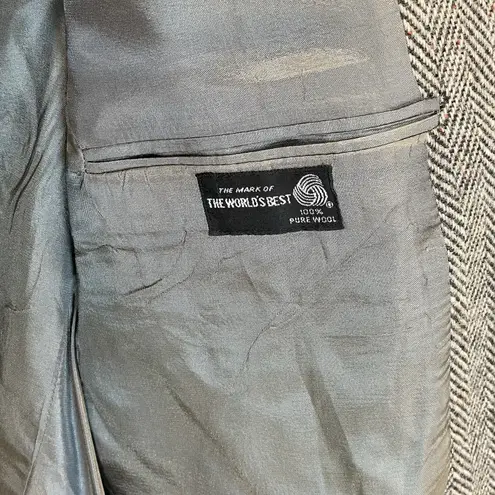 THE MARK OF
THE WORLD'S BEST
100%
PURE WOOL